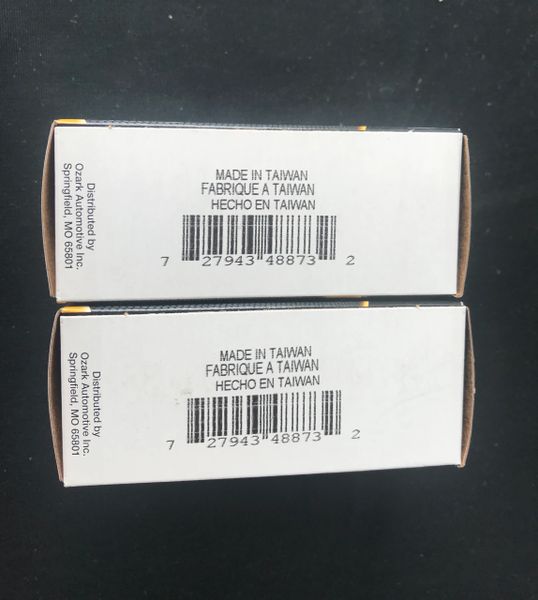 Distributed by
Ozark Automotive Inc.
Springfield, MO 65801
MADE IN TAIWAN
FABRIQUE A TAIWAN
HECHO EN TAIWAN
7 27943 48873 2
Distributed by
Ozark Automotive Inc.
Springfield, MO 65801
MADE IN TAIWAN
FABRIQUE A TAIWAN
HECHO EN TAIWAN
7 27943 48873 2